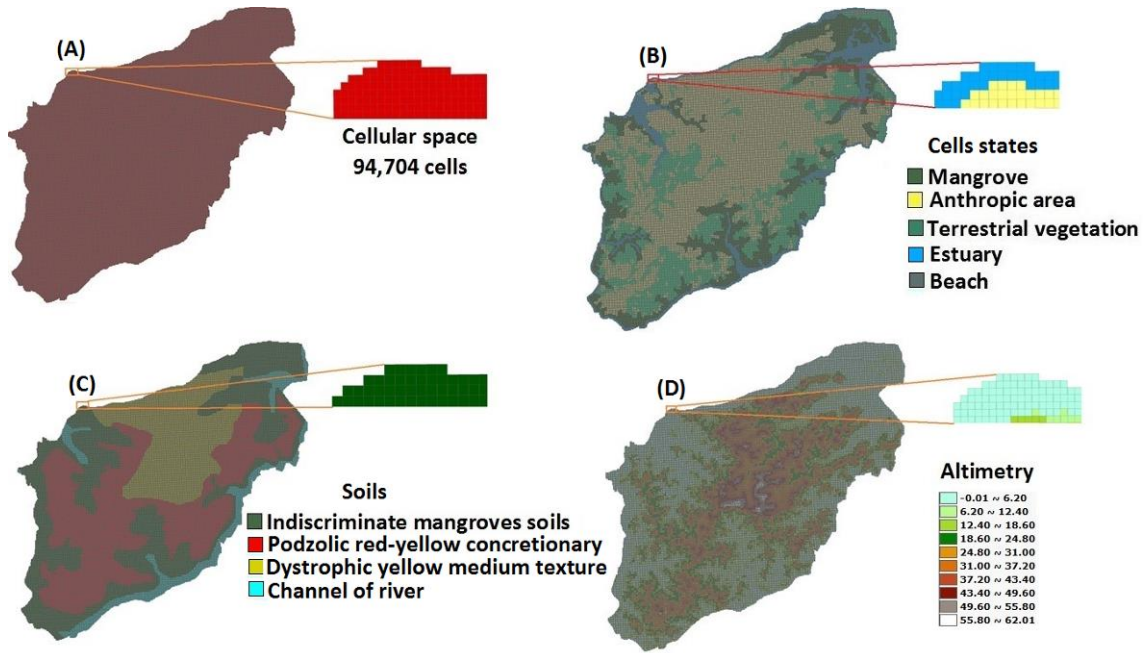 (A)
Cellular space
94,704 cells
(B)
Cells states
Mangrove
Anthropic area
Terrestrial vegetation
Estuary
Beach
(C)
Soils
Indiscriminate mangroves soils
Podzolic red-yellow concretionary
Dystrophic yellow medium texture
Channel of river
(D)
Altimetry
-0.01 ~ 6.20
6.20 ~ 12.40
12.40 ~ 18.60
18.60 ~ 24.80
24.80 ~ 31.00
31.00 ~ 37.20
37.20 ~ 43.40
43.40 ~ 49.60
49.60 ~ 55.80
55.80 ~ 62.01